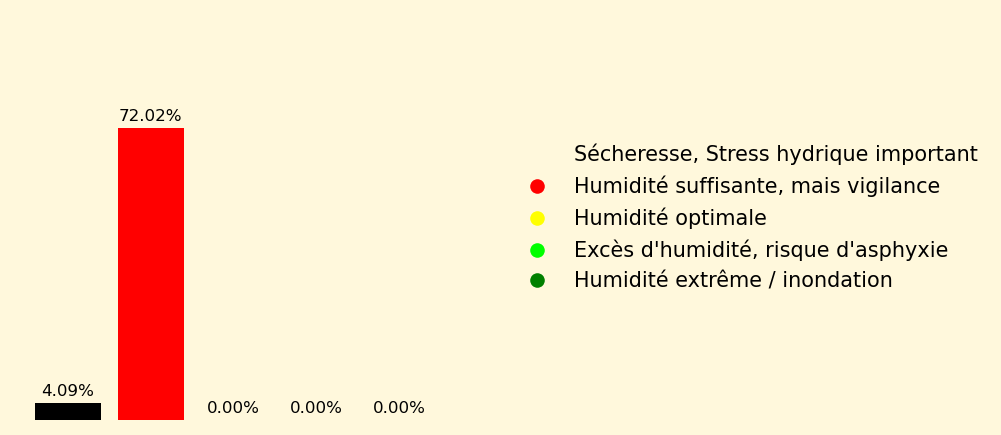 72.02%
4.09%
0.00%
0.00%
0.00%
Sécheresse, Stress hydrique important
Humidité suffisante, mais vigilance
Humidité optimale
Excès d'humidité, risque d'asphyxie
Humidité extrême / inondation